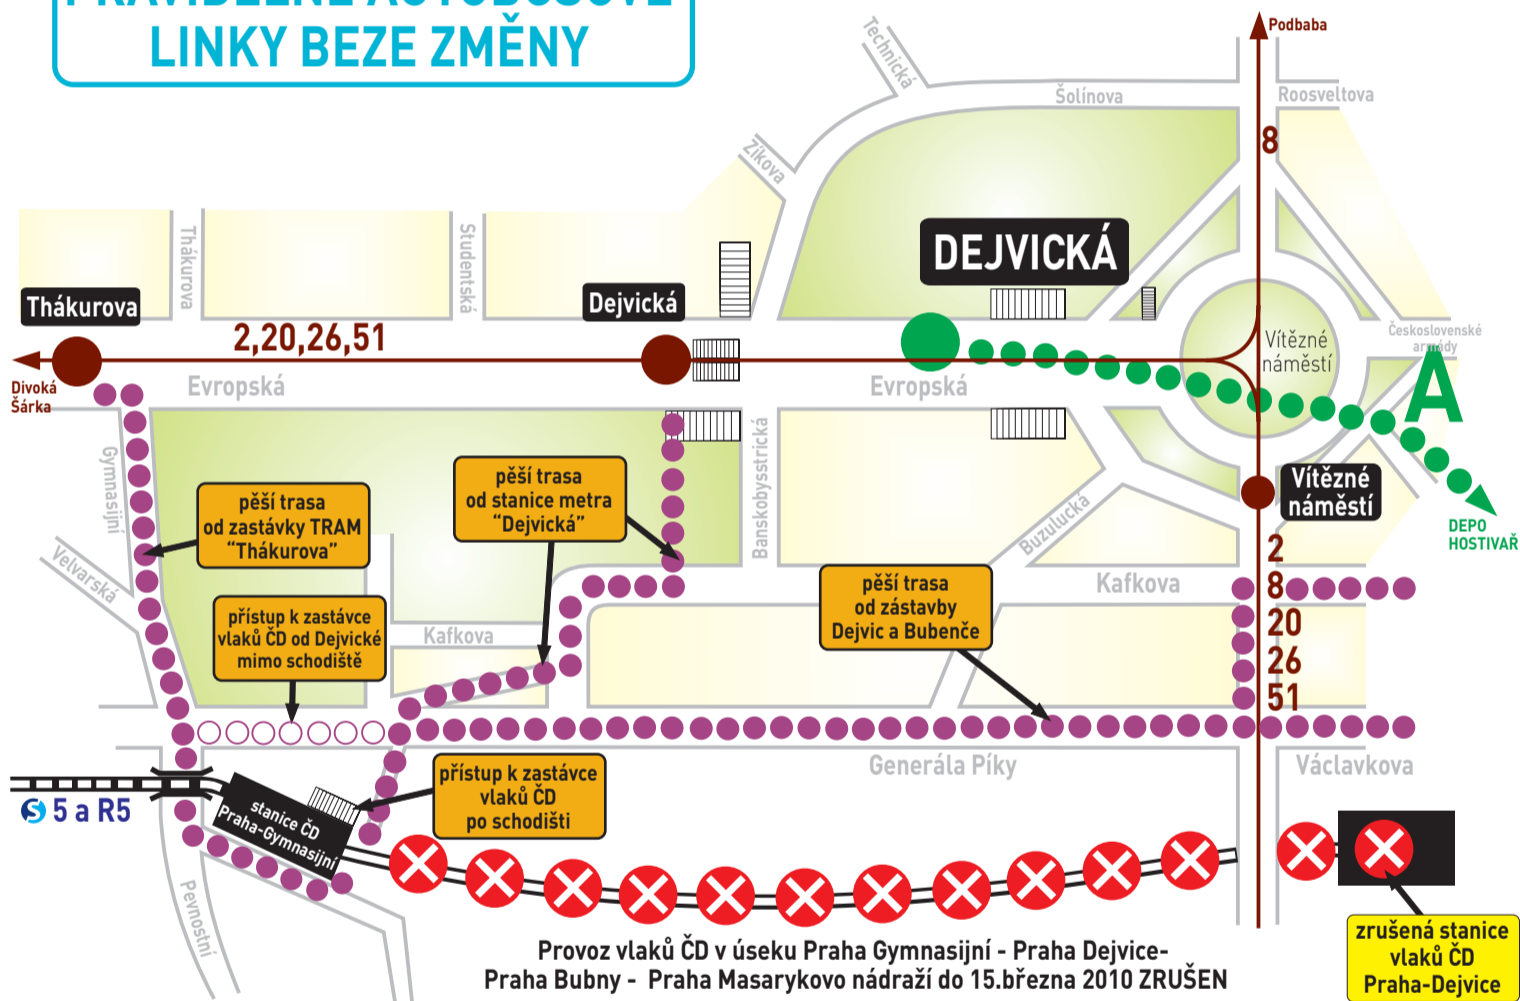 PRAVIDELNÉ AUTOBUSOVÉ
LINKY BEZE ZMĚNY
Podbaba
Technická
Šolínova
Roosveltova
8
Zíkova
Thákurova
Studentská
DEJVICKÁ
Thákurova
Dejvická
2,20,26,51
Vítězné
náměstí
Československé
armády
A
Divoká
Šárka
Evropská
Evropská
Gymnasijní
Banskobysstrická
Buzulucká
Velvarská
pěší trasa
od zastávky TRAM
“Thákurova”
pěší trasa
od stanice metra
“Dejvická”
Vítězné
náměstí
DEPO
HOSTIVAŘ
2
8
20
26
51
Kafkova
pěší trasa
od zástavby
Dejvic a Bubenče
přístup k zastávce
vlaků ČD od Dejvické
mimo schodiště
Kafkova
Generála Píky
Václavkova
přístup k zastávce
vlaků ČD
po schodišti
S 5 a R5
stanice ČD
Praha-Gymnasijní
Pevnostní
Provoz vlaků ČD v úseku Praha Gymnasijní - Praha Dejvice-
Praha Bubny - Praha Masarykovo nádraží do 15.března 2010 ZRUŠEN
zrušená stanice
vlaků ČD
Praha-Dejvice